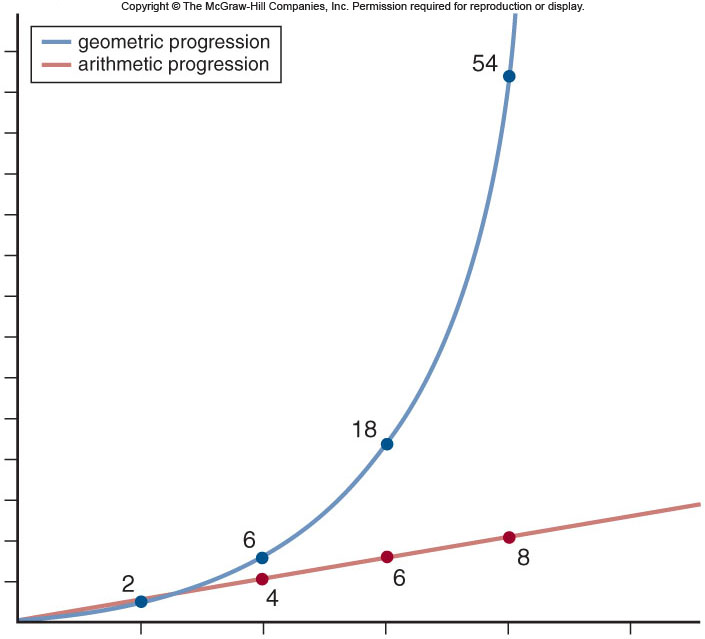 Copyright © The McGraw-Hill Companies, Inc. Permission required for reproduction or display.
geometric progression
arithmetic progression
54
18
6
8
6
2
4